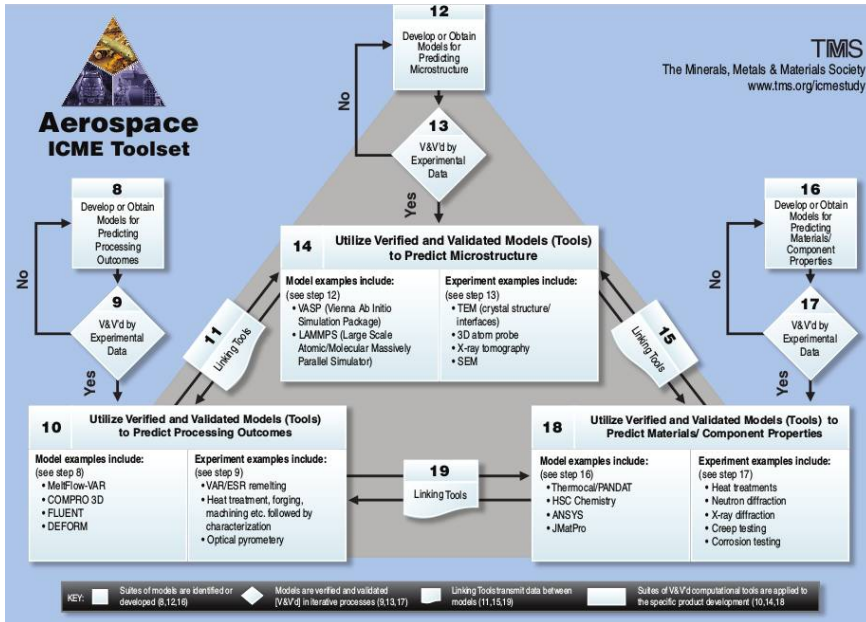 12
Develop or Obtain
Models for
Predicting
Microstructure
TMS
The Minerals, Metals & Materials Society
www.tms.org/icmestudy
Aerospace
ICME Toolset
No
13
V&V'd by
Experimental
Data
Yes
8
Develop or Obtain
Models for
Predicting
Processing
Outcomes
No
9
V&V'd by
Experimental
Data
Yes
16
Develop or Obtain
Models for
Predicting
Materials/
Component
Properties
No
17
V&V'd by
Experimental
Data
Yes
14
Utilize Verified and Validated Models (Tools)
to Predict Microstructure
Model examples include:
(see step 12)
• VASP (Vienna Ab Initio
Simulation Package)
• LAMMPS (Large Scale
Atomic/Molecular Massively
Parallel Simulator)
Experiment examples include:
(see step 13)
• TEM (crystal structure/
interfaces)
• 3D atom probe
• X-ray tomography
• SEM
11
Linking Tools
15
Linking Tools
10
Utilize Verified and Validated Models (Tools)
to Predict Processing Outcomes
Model examples include:
(see step 8)
• MeltFlow-VAR
• COMPRO 3D
• FLUENT
• DEFORM
Experiment examples include:
(see step 9)
• VAR/ESR remelting
• Heat treatment, forging,
machining etc. followed by
characterization
• Optical pyrometery
19
Linking Tools
18
Utilize Verified and Validated Models (Tools) to
Predict Materials/ Component Properties
Model examples include:
(see step 16)
• Thermocal/PANDAT
• HSC Chemistry
• ANSYS
• JMatPro
Experiment examples include:
(see step 17)
• Heat treatments
• Neutron diffraction
• X-ray diffraction
• Creep testing
• Corrosion testing
KEY:
Suites of models are identified or
developed (8,12,16)
Models are verified and validated
[V&V'd] in iterative processes (9,13,17)
Linking Tools transmit data between
models (11,15,19)
Suites of V&V'd computational tools are applied to
the specific product development (10,14,18